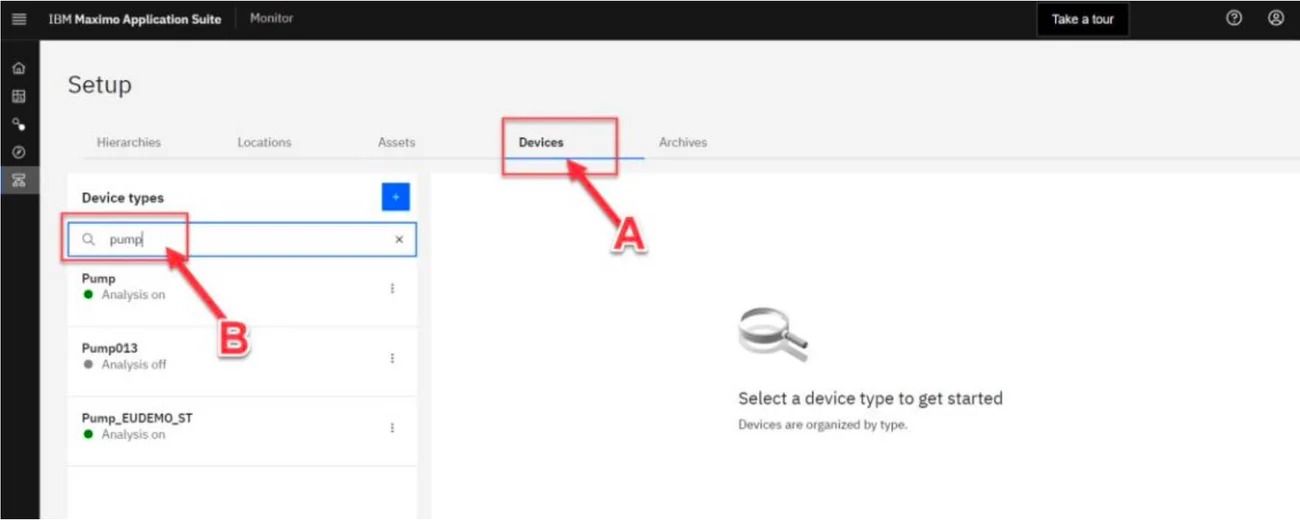 IBM Maximo Application Suite Monitor Take a tour
Setup
Hierarchies Locations Assets Devices Archives
Device types
pump
A
Pump
Analysis on
B
Pump013
Analysis off
Select a device type to get started
Devices are organized by type.
Pump_EUDEMO_ST
Analysis on